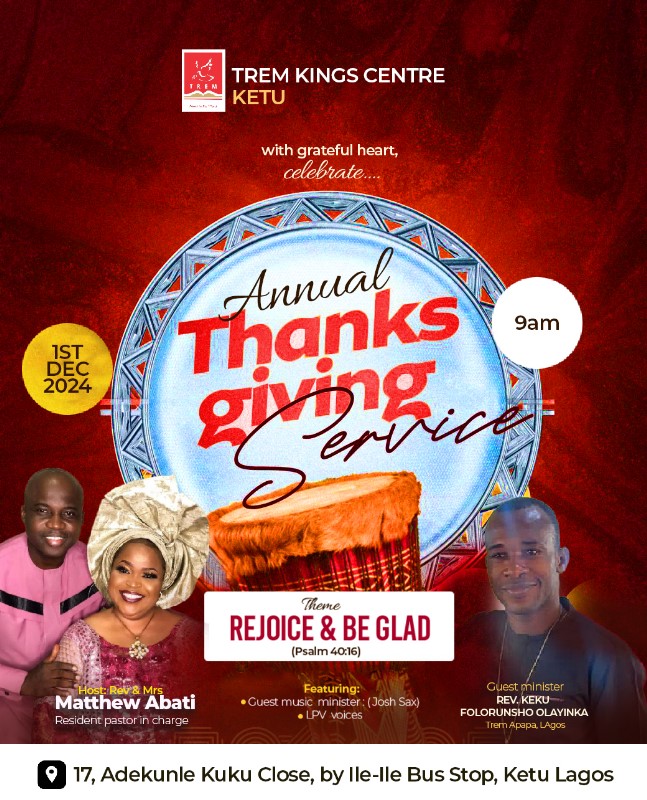 TREM
TREM KINGS CENTRE
KETU
with grateful heart,
celebrate....
Annual
Thanks
giving
Service
9am
1ST
DEC
2024
Theme
REJOICE & BE GLAD
(Psalm 40:16)
Host: Rev & Mrs
Matthew Abati
Resident pastor in charge
Featuring:
• Guest music minister : (Josh Sax)
• LPV voices
Guest minister
REV. KEKU
FOLORUNSHO OLAYINKA
Trem Apapa, LAgos
17, Adekunle Kuku Close, by Ile-Ile Bus Stop, Ketu Lagos